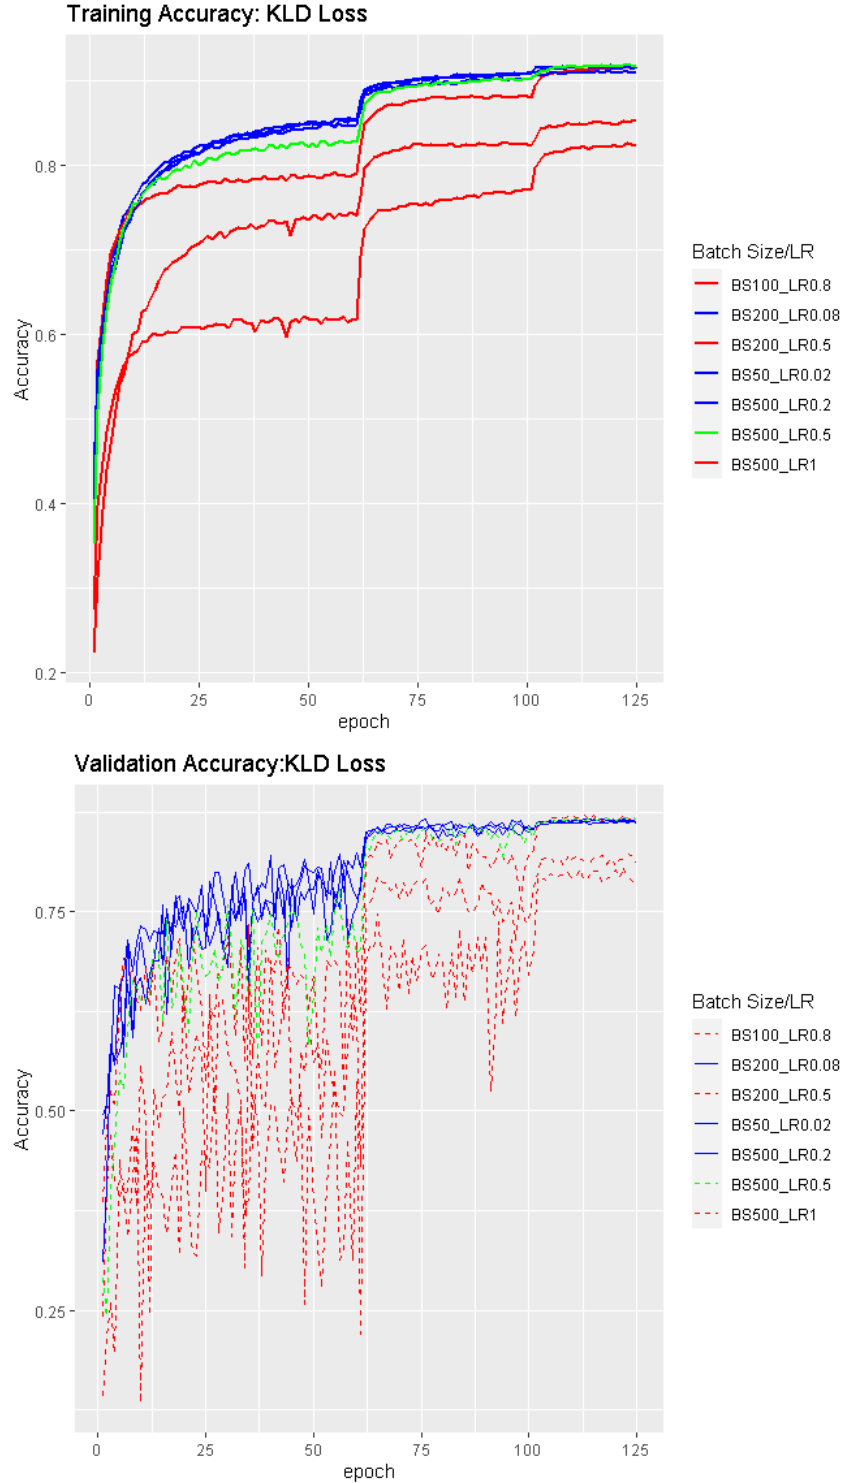 Training Accuracy: KLD Loss
Accuracy
0.8
0.6
0.4
0.2
0 25 50 75 100 125
epoch
Batch Size/LR
BS100_LR0.8
BS200_LR0.08
BS200_LR0.5
BS50_LR0.02
BS500_LR0.2
BS500_LR0.5
BS500_LR1
Validation Accuracy:KLD Loss
Accuracy
0.75
0.50
0.25
0 25 50 75 100 125
epoch
Batch Size/LR
BS100_LR0.8
BS200_LR0.08
BS200_LR0.5
BS50_LR0.02
BS500_LR0.2
BS500_LR0.5
BS500_LR1